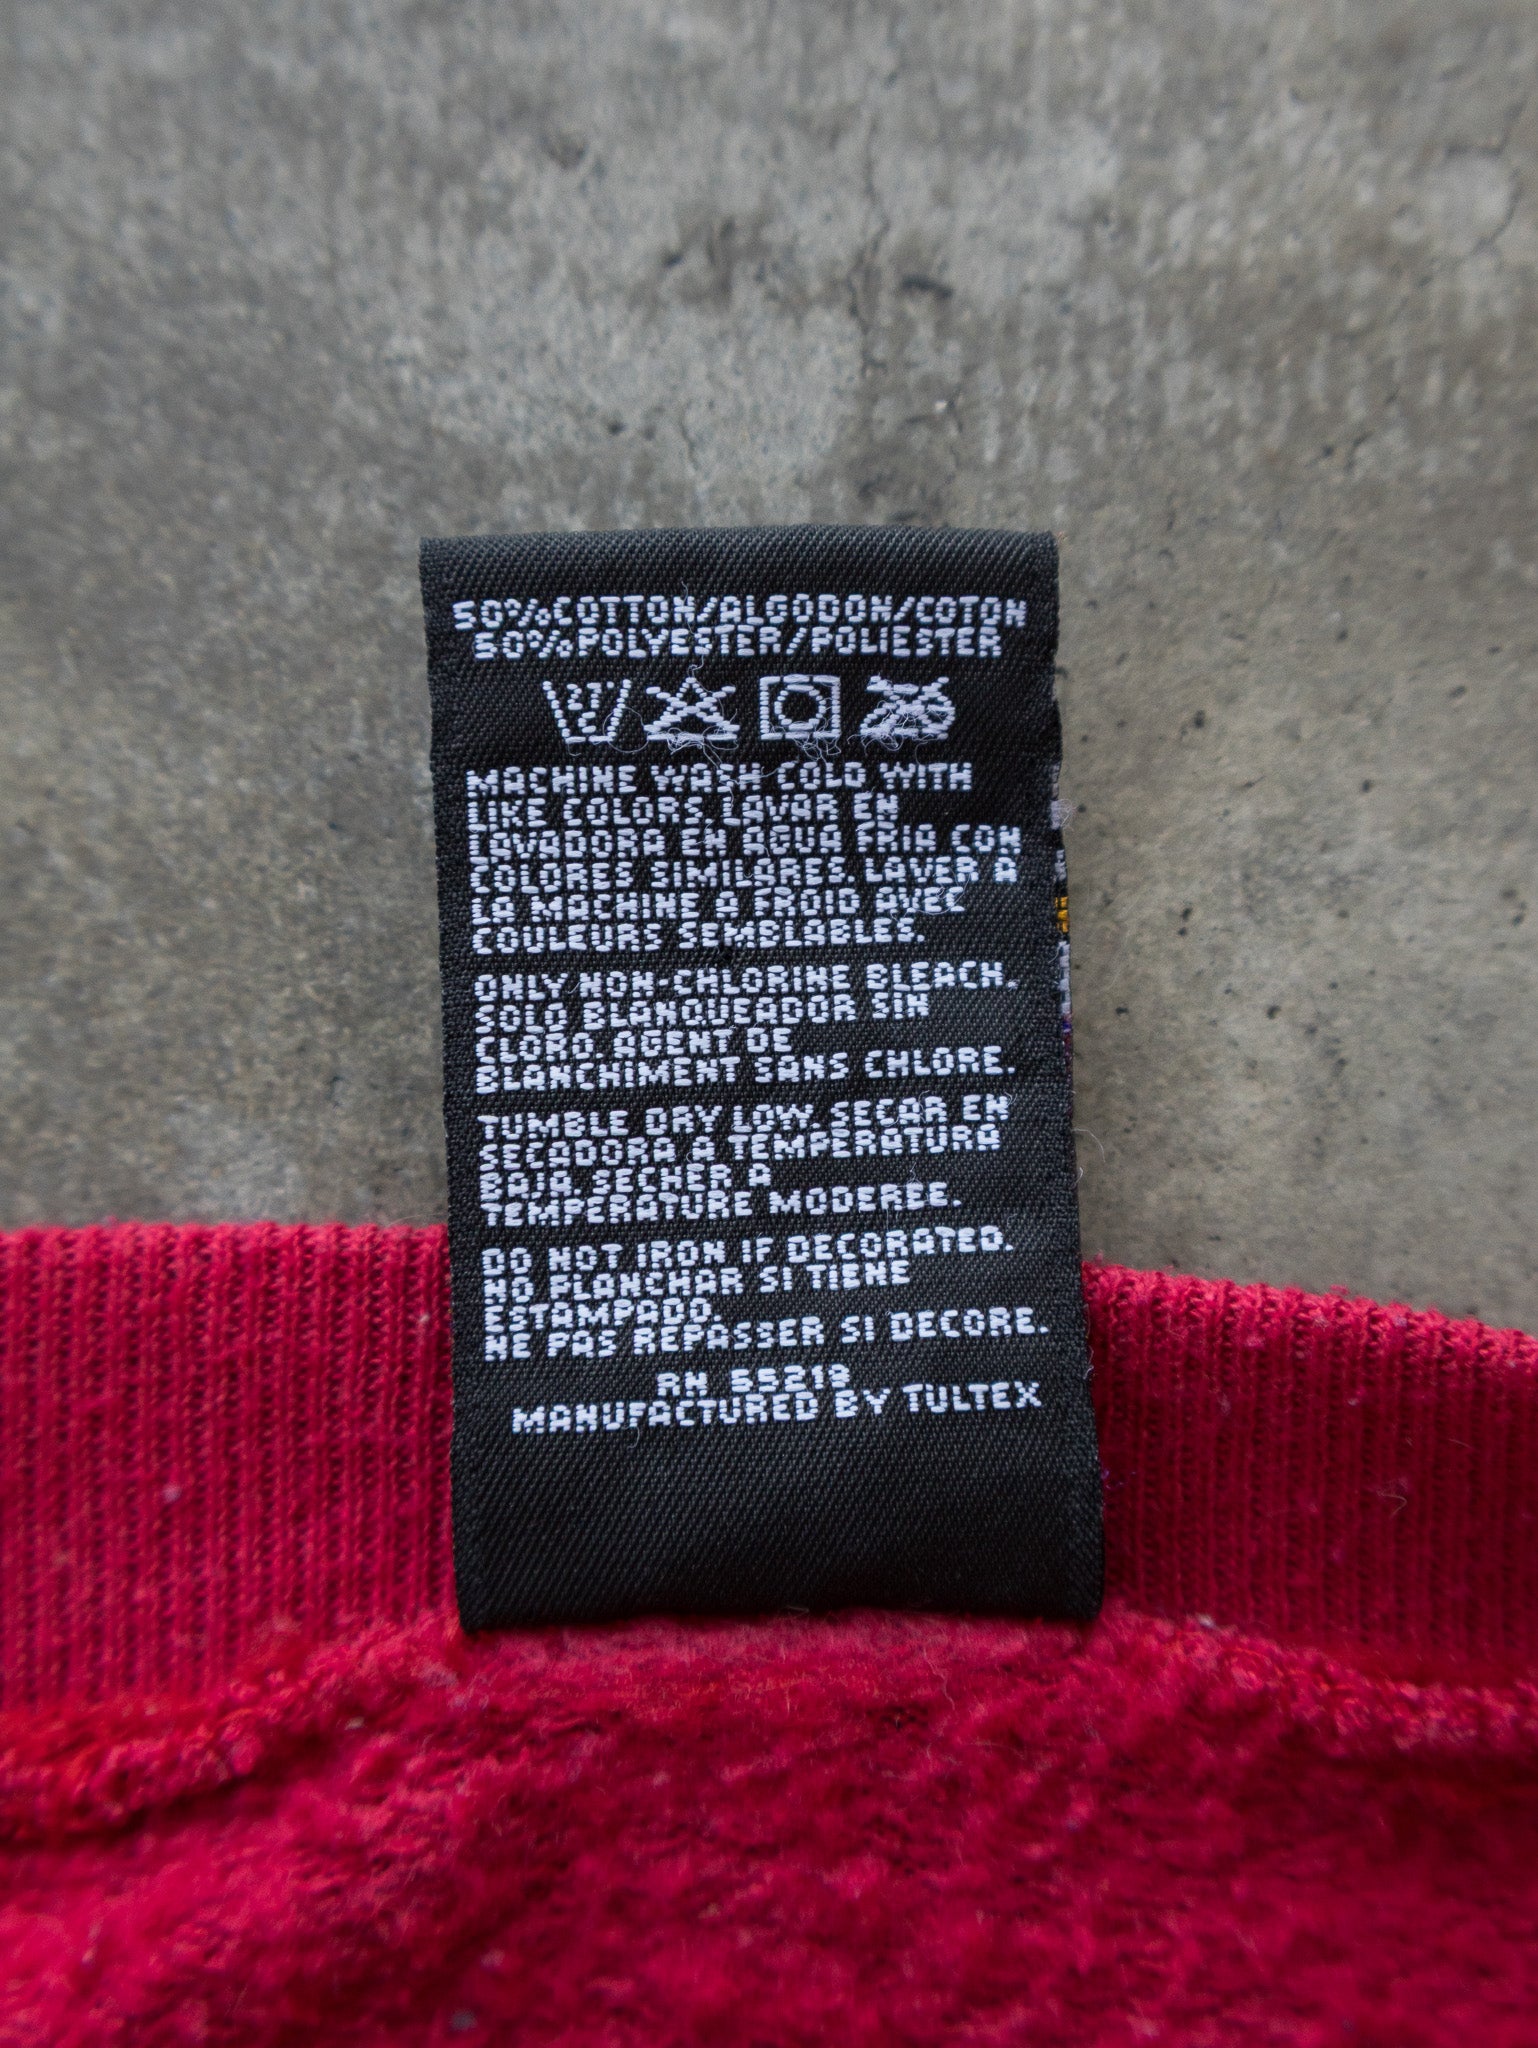 50%COTTON/ALGODON/COTON
50%POLYESTER/POLIESTER
MACHINE WASH COLD WITH
LIKE COLORS. LAVAR EN
LAVADORA EN AGUA FRIA CON
COLORES SIMILARES. LAVER A
LA MACHINE A FROID AVEC
COULEURS SEMBLABLES.
ONLY NON-CHLORINE BLEACH.
SOLO BLANQUEADOR SIN
CLORO. AGENT DE
BLANCHIMENT SANS CHLORE.
TUMBLE DRY LOW. SECAR EN
SECADORA A TEMPERATURA
BAJA. SECHER A
TEMPERATURE MODEREE.
DO NOT IRON IF DECORATED.
NO PLANCHAR SI TIENE
ESTAMPADO.
NE PAS REPASSER SI DECORE.
RN 55219
MANUFACTURED BY TULTEX